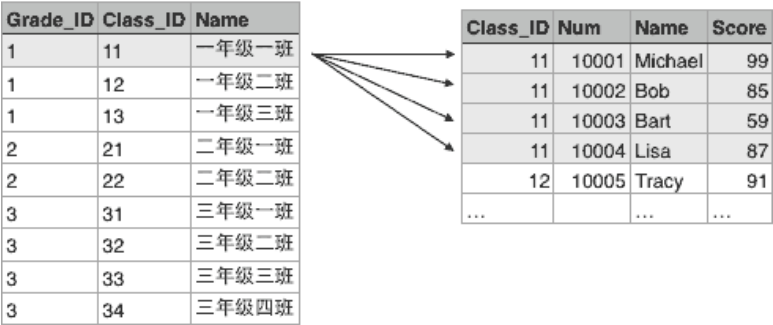 Grade_ID Class_ID Name
1 11 一年级一班
1 12 一年级二班
1 13 一年级三班
2 21 二年级一班
2 22 二年级二班
3 31 三年级一班
3 32 三年级二班
3 33 三年级三班
3 34 三年级四班
Class_ID Num Name Score
11 10001 Michael 99
11 10002 Bob 85
11 10003 Bart 59
11 10004 Lisa 87
12 10005 Tracy 91
... ... ...